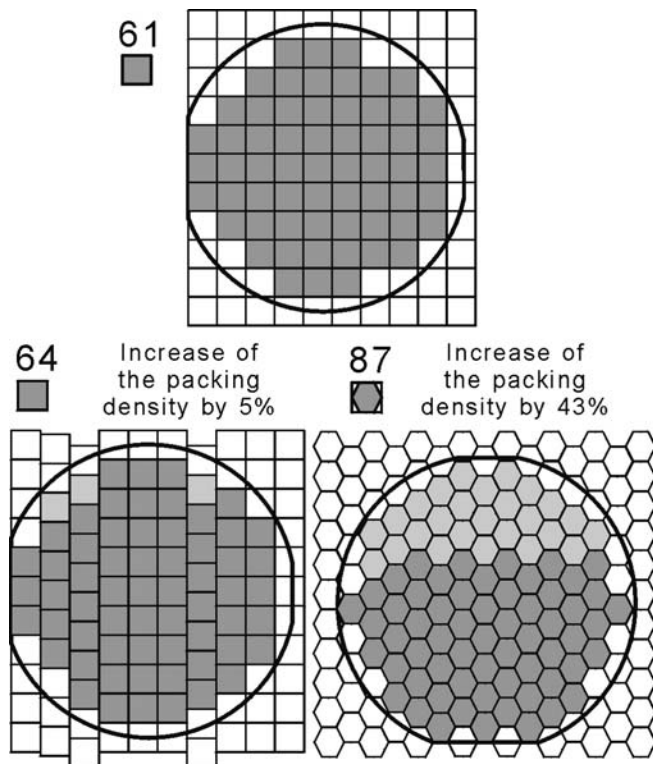 61
64
Increase of
the packing
density by 5%
87
Increase of
the packing
density by 43%